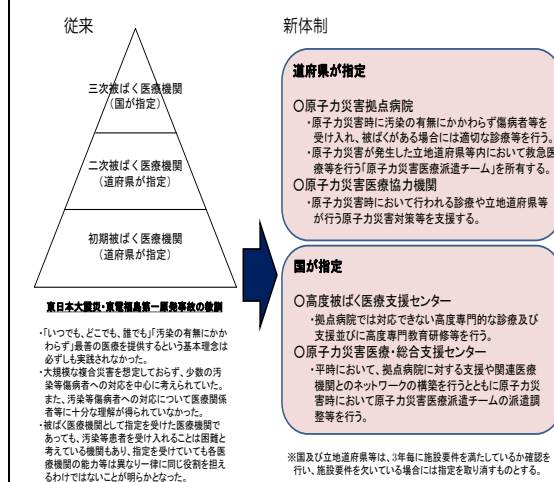 従来
三次被ばく医療機関
（国が指定）
二次被ばく医療機関
（道府県が指定）
初期被ばく医療機関
（道府県が指定）
東日本大震災・東電福島第一原発事故の教訓
・「いつでも、どこでも、誰でも」「汚染の有無にかか
わらず」最善の医療を提供するという基本理念は
必ずしも実践されなかった。
・大規模な複合災害を想定しておらず、少数の汚
染等傷病者への対応を中心に考えられていた。
また、汚染等傷病者への対応について医療関係
者等に十分な理解が得られていなかった。
・被ばく医療機関として指定を受けた医療機関で
あっても、汚染等患者を受け入れることは困難と
考えている機関もあり、指定を受けていても各医
療機関の能力等は異なり一律に同じ役割を担え
るわけではないことが明らかとなった。
新体制
道府県が指定
〇原子力災害拠点病院
・原子力災害時に汚染の有無にかかわらず傷病者等を
受け入れ、被ばくがある場合には適切な診療等を行う。
・原子力災害が発生した立地道府県等内において救急医
療等を行う「原子力災害医療派遣チーム」を所有する。
〇原子力災害医療協力機関
・原子力災害時において行われる診療や立地道府県等
が行う原子力災害対策等を支援する。
国が指定
〇高度被ばく医療支援センター
・拠点病院では対応できない高度専門的な診療及び
支援並びに高度専門教育研修等を行う。
〇原子力災害医療・総合支援センター
・平時において、拠点病院に対する支援や関連医療
機関とのネットワークの構築を行うとともに原子力災
害時において原子力災害医療派遣チームの派遣調
整等を行う。
※国及び立地道府県等は、3年毎に施設要件を満たしているか確認を
行い、施設要件を欠いている場合には指定を取り消すものとする。